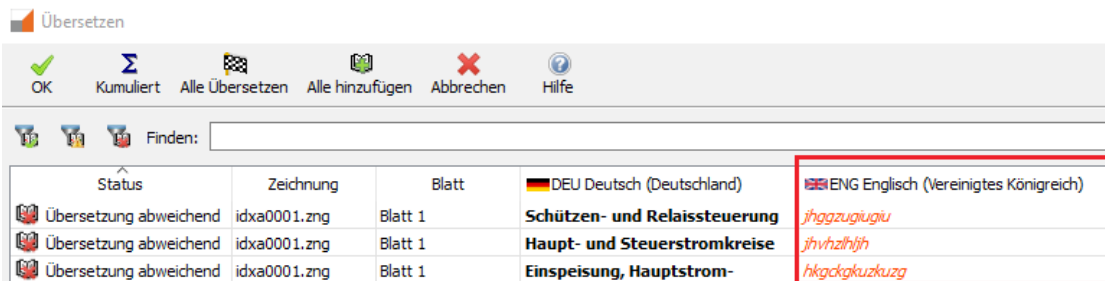 Übersetzen
OK Kumuliert Alle Übersetzen Alle hinzufügen Abbrechen Hilfe
Finden:
Status Zeichnung Blatt DEU Deutsch (Deutschland) ENG Englisch (Vereinigtes Königreich)
Übersetzung abweichend idxa0001.zng Blatt 1 Schützen- und Relaissteuerung jhggzugiugiu
Übersetzung abweichend idxa0001.zng Blatt 1 Haupt- und Steuerstromkreise jhvhzlhljh
Übersetzung abweichend idxa0001.zng Blatt 1 Einspeisung, Hauptstrom- hkgckgkuzkuzg